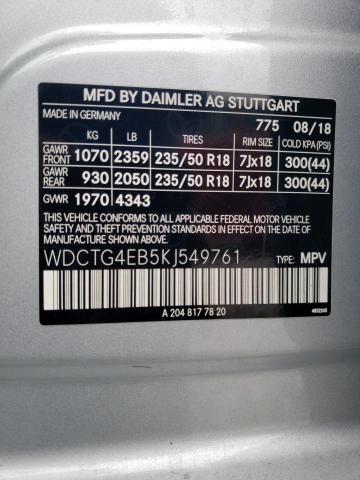 MFD BY DAIMLER AG STUTTGART
MADE IN GERMANY 775 08/18
KG LB TIRES RIM SIZE COLD KPA (PSI)
GAWR FRONT 1070 2359 235/50 R18 7Jx18 300(44)
GAWR REAR 930 2050 235/50 R18 7Jx18 300(44)
GVWR 1970 4343
THIS VEHICLE CONFORMS TO ALL APPLICABLE FEDERAL MOTOR VEHICLE
SAFETY BUMPER AND THEFT PREVENTION STANDARDS IN EFFECT ON THE
DATE OF MANUFACTURE SHOWN ABOVE
WDCTG4EB5KJ549761 TYPE: MPV
A 204 817 78 20